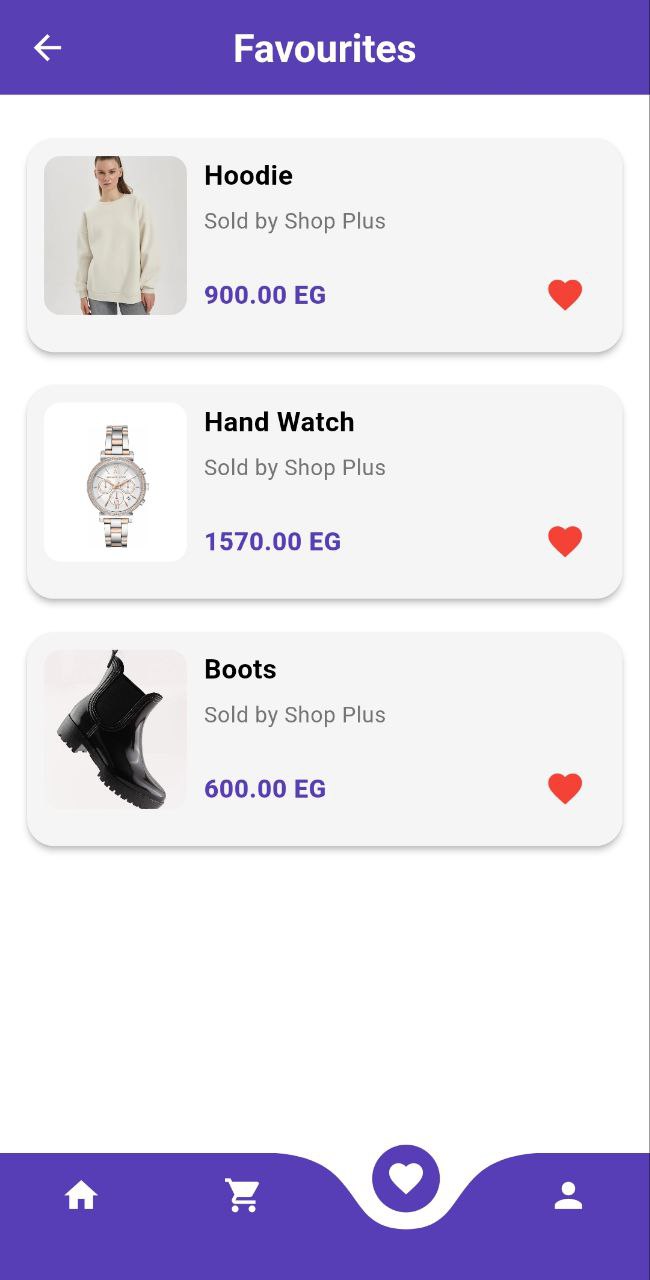 Favourites
Hoodie
Sold by Shop Plus
900.00 EG
Hand Watch
Sold by Shop Plus
1570.00 EG
Boots
Sold by Shop Plus
600.00 EG